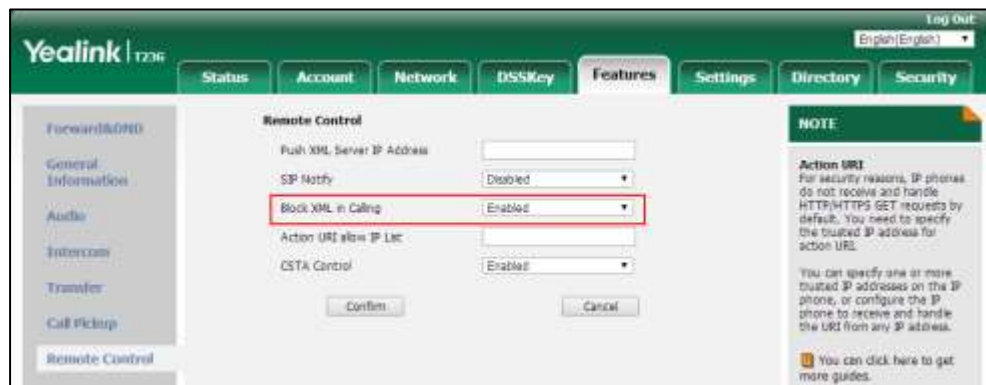 Log Out
English(English)
Yealink T23G
Status Account Network DSSKey Features Settings Directory Security
Forward&DND
General
Information
Audio
Intercom
Transfer
Call Pickup
Remote Control
Remote Control
Push XML Server IP Address
SIP Notify Disabled
Block XML in Calling Enabled
Action URI allow IP List
CSTA Control Enabled
Confirm Cancel
NOTE
Action URI
For security reasons, IP phones
do not receive and handle
HTTP/HTTPS GET requests by
default. You need to specify
the trusted IP address for
action URI.
You can specify one or more
trusted IP addresses on the IP
phone, or configure the IP
phone to receive and handle
the URI from any IP address.
You can click here to get
more guides.